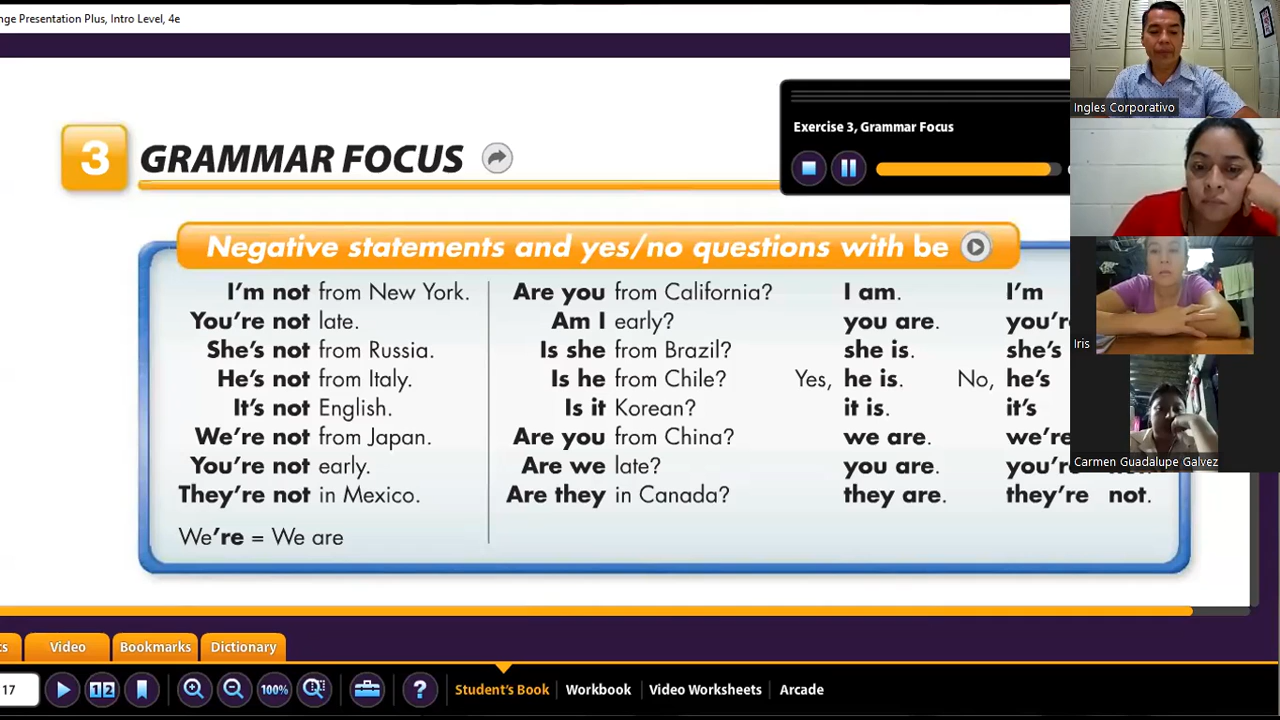 nge Presentation Plus, Intro Level, 4e
Ingles Corporativo
Exercise 3, Grammar Focus
3 GRAMMAR FOCUS
Negative statements and yes/no questions with be
I'm not from New York. Are you from California? I am. I'm
You're not late. Am I early? you are. you're
She's not from Russia. Is she from Brazil? she is. she's
He's not from Italy. Is he from Chile? Yes, he is. No, he's
It's not English. Is it Korean? it is. it's
We're not from Japan. Are you from China? we are. we're
You're not early. Are we late? you are. you're
They're not in Mexico. Are they in Canada? they are. they're not.
We're = We are
Iris
Carmen Guadalupe Galvez
ts Video Bookmarks Dictionary
17 12 100% ? Student's Book Workbook Video Worksheets Arcade